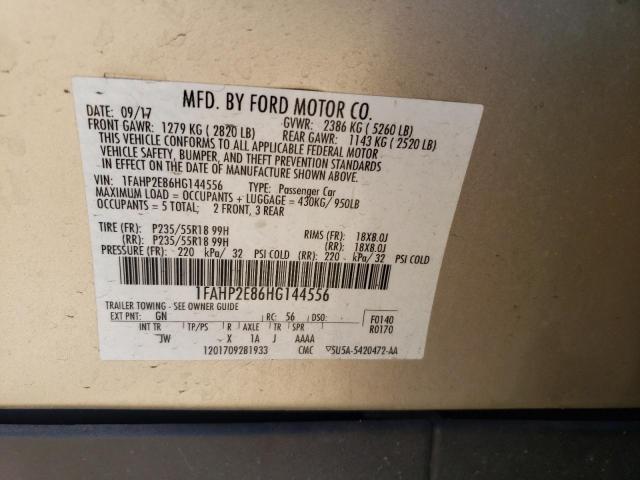 MFD. BY FORD MOTOR CO.
DATE: 09/17 GVWR: 2386 KG ( 5260 LB)
FRONT GAWR: 1279 KG ( 2820 LB) REAR GAWR: 1143 KG ( 2520 LB)
THIS VEHICLE CONFORMS TO ALL APPLICABLE FEDERAL MOTOR
VEHICLE SAFETY, BUMPER, AND THEFT PREVENTION STANDARDS
IN EFFECT ON THE DATE OF MANUFACTURE SHOWN ABOVE.
VIN: 1FAHP2E86HG144556 TYPE: Passenger Car
MAXIMUM LOAD = OCCUPANTS + LUGGAGE = 430KG/ 950LB
OCCUPANTS = 5 TOTAL; 2 FRONT, 3 REAR
TIRE (FR): P235/55R18 99H RIMS (FR): 18X8.0J
(RR): P235/55R18 99H (RR): 18X8.0J
PRESSURE (FR): 220 kPa/ 32 PSI COLD (RR): 220 kPa/ 32 PSI COLD
1FAHP2E86HG144556
TRAILER TOWING - SEE OWNER GUIDE
EXT PNT: GN RC: 56 DSO: F0140
INT TR TP/PS R AXLE TR SPR R0170
JW X 1A J AAAA
1201709281933 CMC 5U5A-5420472-AA